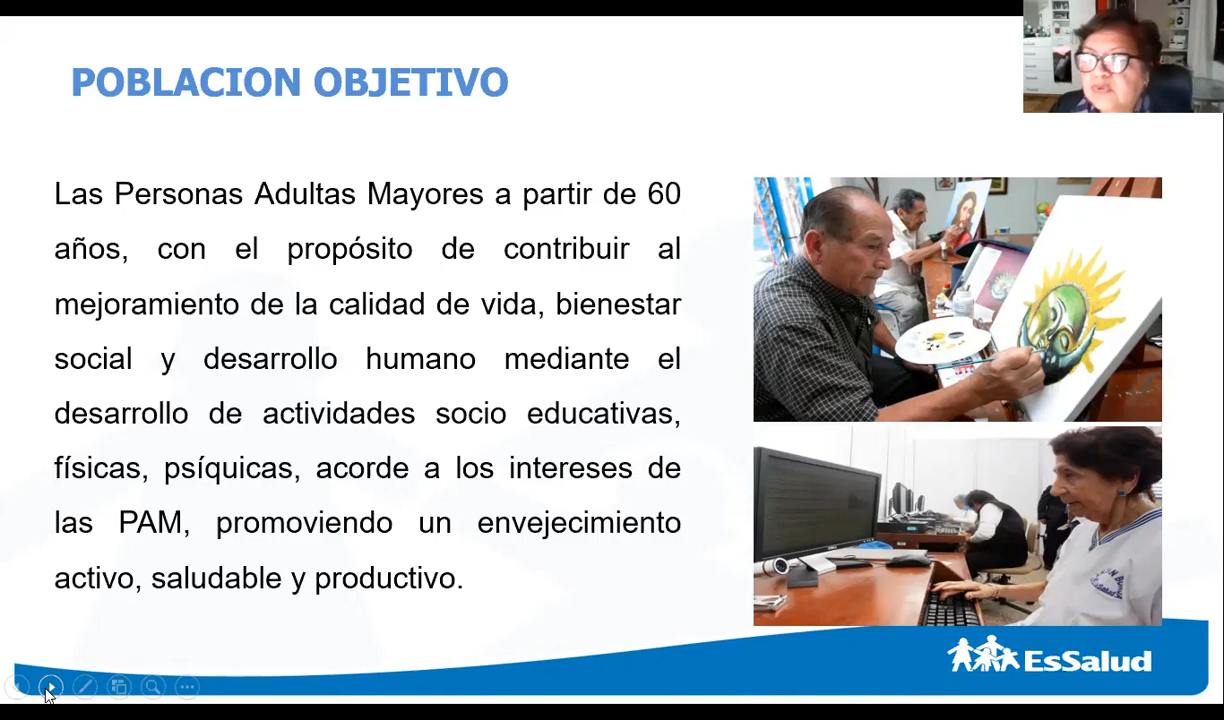 POBLACION OBJETIVO
Las Personas Adultas Mayores a partir de 60
años, con el propósito de contribuir al
mejoramiento de la calidad de vida, bienestar
social y desarrollo humano mediante el
desarrollo de actividades socio educativas,
físicas, psíquicas, acorde a los intereses de
las PAM, promoviendo un envejecimiento
activo, saludable y productivo.
EsSalud